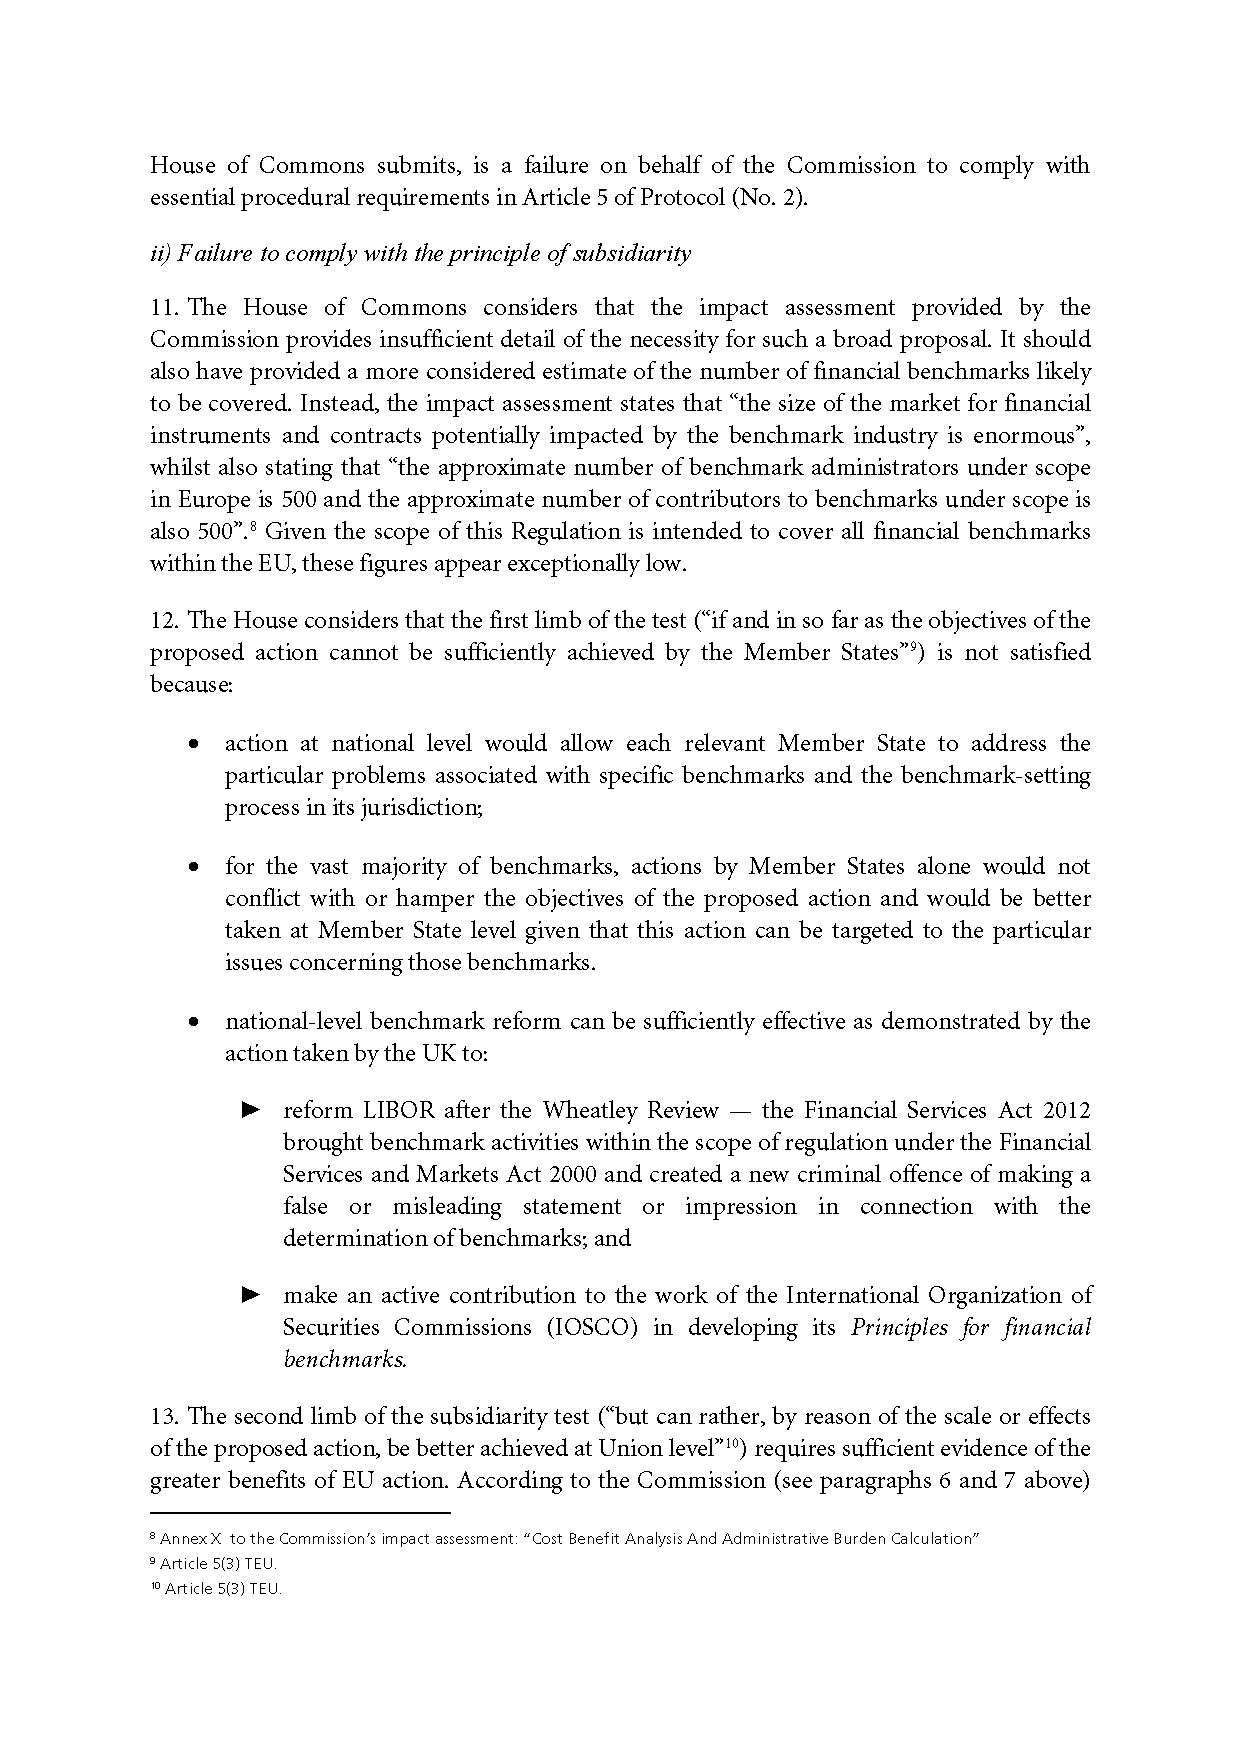 House of Commons submits, is a failure on behalf of the Commission to comply with
essential procedural requirements in Article 5 of Protocol (No. 2).
ii) Failure to comply with the principle of subsidiarity
11. The House of Commons considers that the impact assessment provided by the
Commission provides insufficient detail of the necessity for such a broad proposal. It should
also have provided a more considered estimate of the number of financial benchmarks likely
to be covered. Instead, the impact assessment states that “the size of the market for financial
instruments and contracts potentially impacted by the benchmark industry is enormous”,
whilst also stating that “the approximate number of benchmark administrators under scope
in Europe is 500 and the approximate number of contributors to benchmarks under scope is
also 500”.8 Given the scope of this Regulation is intended to cover all financial benchmarks
within the EU, these figures appear exceptionally low.
12. The House considers that the first limb of the test (“if and in so far as the objectives of the
proposed action cannot be sufficiently achieved by the Member States”9) is not satisfied
because:
• action at national level would allow each relevant Member State to address the
particular problems associated with specific benchmarks and the benchmark-setting
process in its jurisdiction;
• for the vast majority of benchmarks, actions by Member States alone would not
conflict with or hamper the objectives of the proposed action and would be better
taken at Member State level given that this action can be targeted to the particular
issues concerning those benchmarks.
• national-level benchmark reform can be sufficiently effective as demonstrated by the
action taken by the UK to:
► reform LIBOR after the Wheatley Review — the Financial Services Act 2012
brought benchmark activities within the scope of regulation under the Financial
Services and Markets Act 2000 and created a new criminal offence of making a
false or misleading statement or impression in connection with the
determination of benchmarks; and
► make an active contribution to the work of the International Organization of
Securities Commissions (IOSCO) in developing its Principles for financial
benchmarks.
13. The second limb of the subsidiarity test (“but can rather, by reason of the scale or effects
of the proposed action, be better achieved at Union level”10) requires sufficient evidence of the
greater benefits of EU action. According to the Commission (see paragraphs 6 and 7 above)
8 Annex X to the Commission’s impact assessment: “Cost Benefit Analysis And Administrative Burden Calculation”
9 Article 5(3) TEU.
10 Article 5(3) TEU.